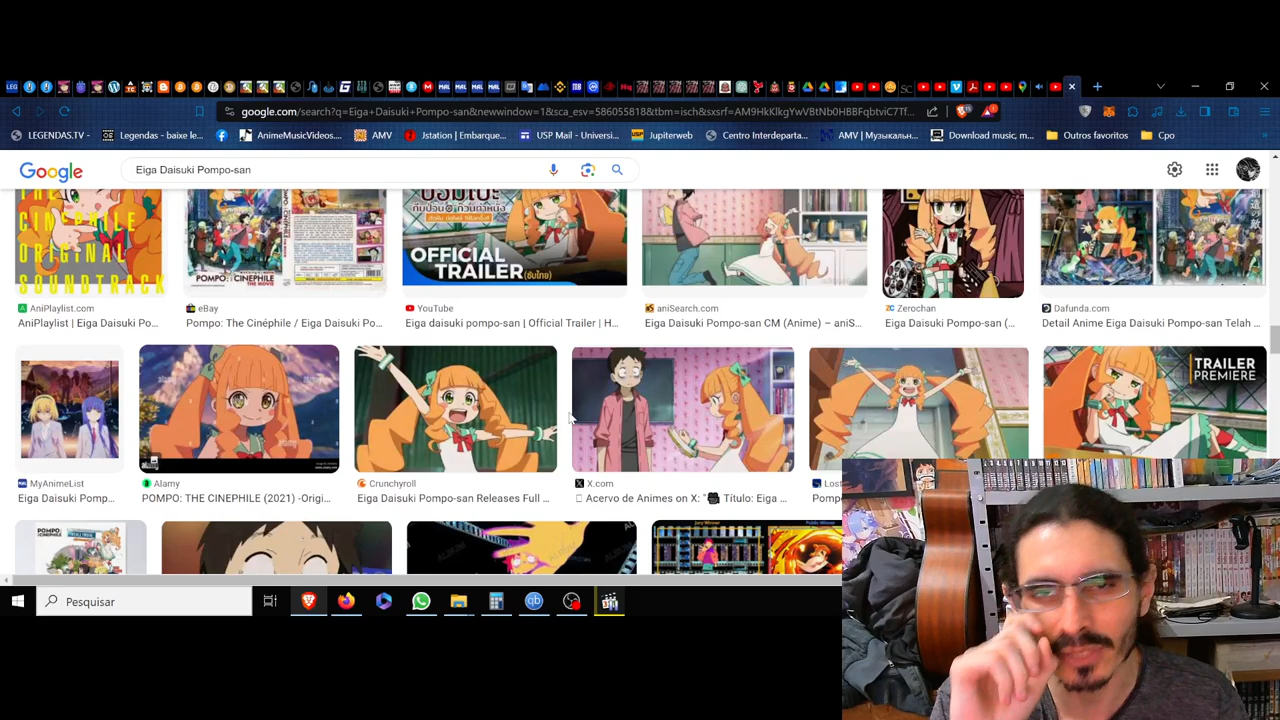 google.com/search?q=Eiga+Daisuki+Pompo-san&newwindow=1&sca_esv=586055818&tbm=isch&sxsrf=AM9HkKlkgYwVBtNb0HBBFqbtviC7Tf...
LEGENDAS.TV - Legendas - baixe le... AnimeMusicVideos.... AMV Jstation | Embarque... USP Mail - Universi... Jupiterweb Centro Interdeparta... AMV | Музыкальн... Download music, m... Outros favoritos Cpo
Google Eiga Daisuki Pompo-san
CINEPHILE
ORIGINAL
SOUNDTRACK
OFFICIAL
TRAILER (ซับไทย)
AniPlaylist.com eBay YouTube aniSearch.com Zerochan Dafunda.com
AniPlaylist | Eiga Daisuki Po... Pompo: The Cinéphile / Eiga Daisuki Po... Eiga daisuki pompo-san | Official Trailer | H... Eiga Daisuki Pompo-san CM (Anime) – aniS... Eiga Daisuki Pompo-san (... Detail Anime Eiga Daisuki Pompo-san Telah ...
TRAILER
PREMIERE
MyAnimeList Alamy Crunchyroll X.com
Eiga Daisuki Pomp... POMPO: THE CINEPHILE (2021) -Origi... Eiga Daisuki Pompo-san Releases Full ... Acervo de Animes on X: " Título: Eiga ...
Pesquisar